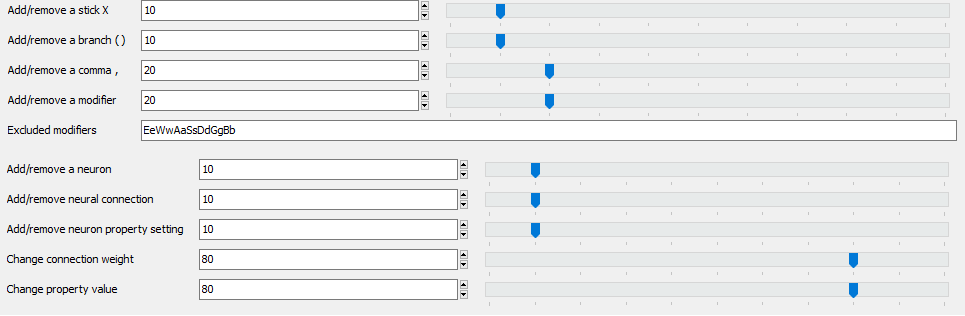 Add/remove a stick X 10
Add/remove a branch ( ) 10
Add/remove a comma , 20
Add/remove a modifier 20
Excluded modifiers EeWwAaSsDdGgBb
Add/remove a neuron 10
Add/remove neural connection 10
Add/remove neuron property setting 10
Change connection weight 80
Change property value 80